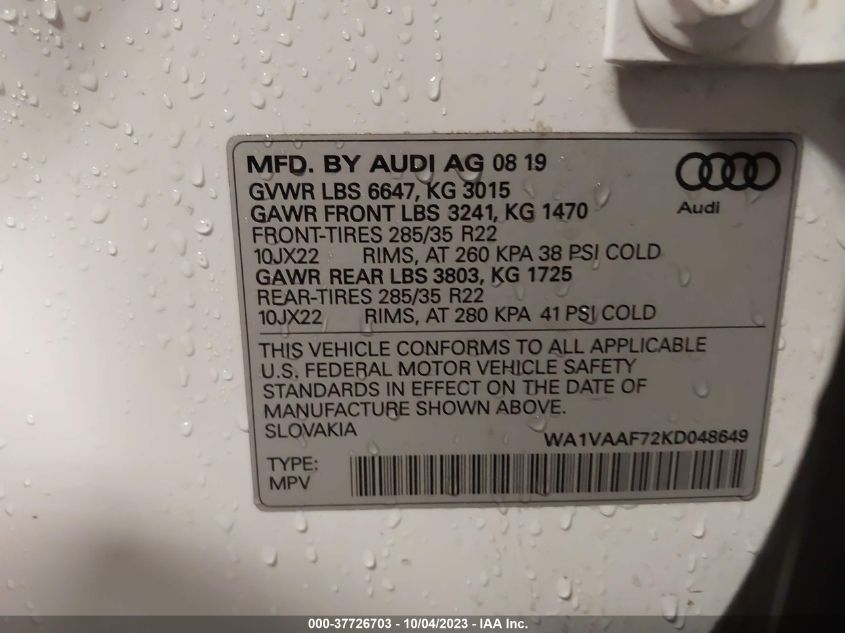 MFD. BY AUDI AG 08 19
GVWR LBS 6647, KG 3015
GAWR FRONT LBS 3241, KG 1470
FRONT-TIRES 285/35 R22
10JX22 RIMS, AT 260 KPA 38 PSI COLD
GAWR REAR LBS 3803, KG 1725
REAR-TIRES 285/35 R22
10JX22 RIMS, AT 280 KPA 41 PSI COLD
Audi
THIS VEHICLE CONFORMS TO ALL APPLICABLE
U.S. FEDERAL MOTOR VEHICLE SAFETY
STANDARDS IN EFFECT ON THE DATE OF
MANUFACTURE SHOWN ABOVE.
SLOVAKIA
WA1VAAF72KD048649
TYPE:
MPV
000-37726703 - 10/04/2023 - IAA Inc.